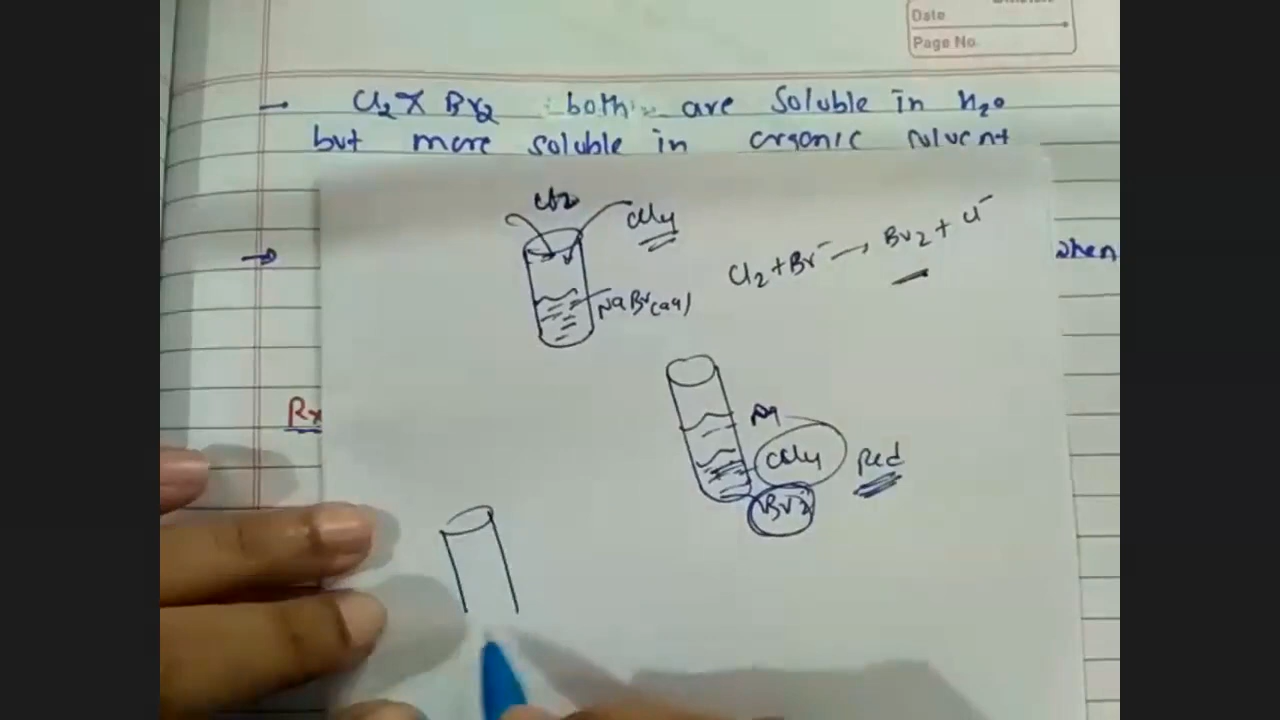 Date
Page No.
→ Cl2 & Br2 both are soluble in H2O
but more soluble in organic solvent
Cl2
CCl4
Cl2 + Br⁻ → Br2 + Cl⁻
NaBr(aq)
→ when
Aq
CCl4 Red
Br2
Rx